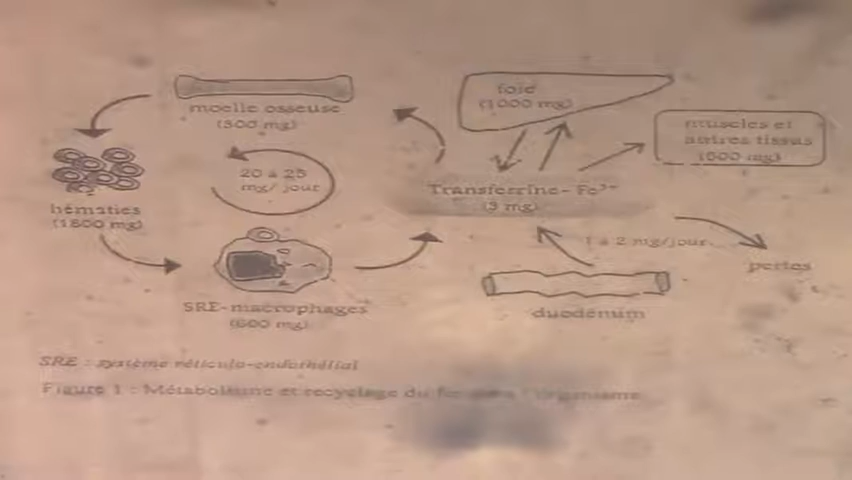 moelle osseuse
(300 mg)
foie
(1000 mg)
muscles et
autres tissus
(600 mg)
20 à 25
mg/ jour
Transferrine- Fe³⁺
(3 mg)
hématies
(1800 mg)
1 à 2 mg/jour
pertes
SRE-macrophages
(600 mg)
duodénum
SRE : système réticulo-endothélial
Figure 1 : Métabolisme et recyclage du fer dans l'organisme